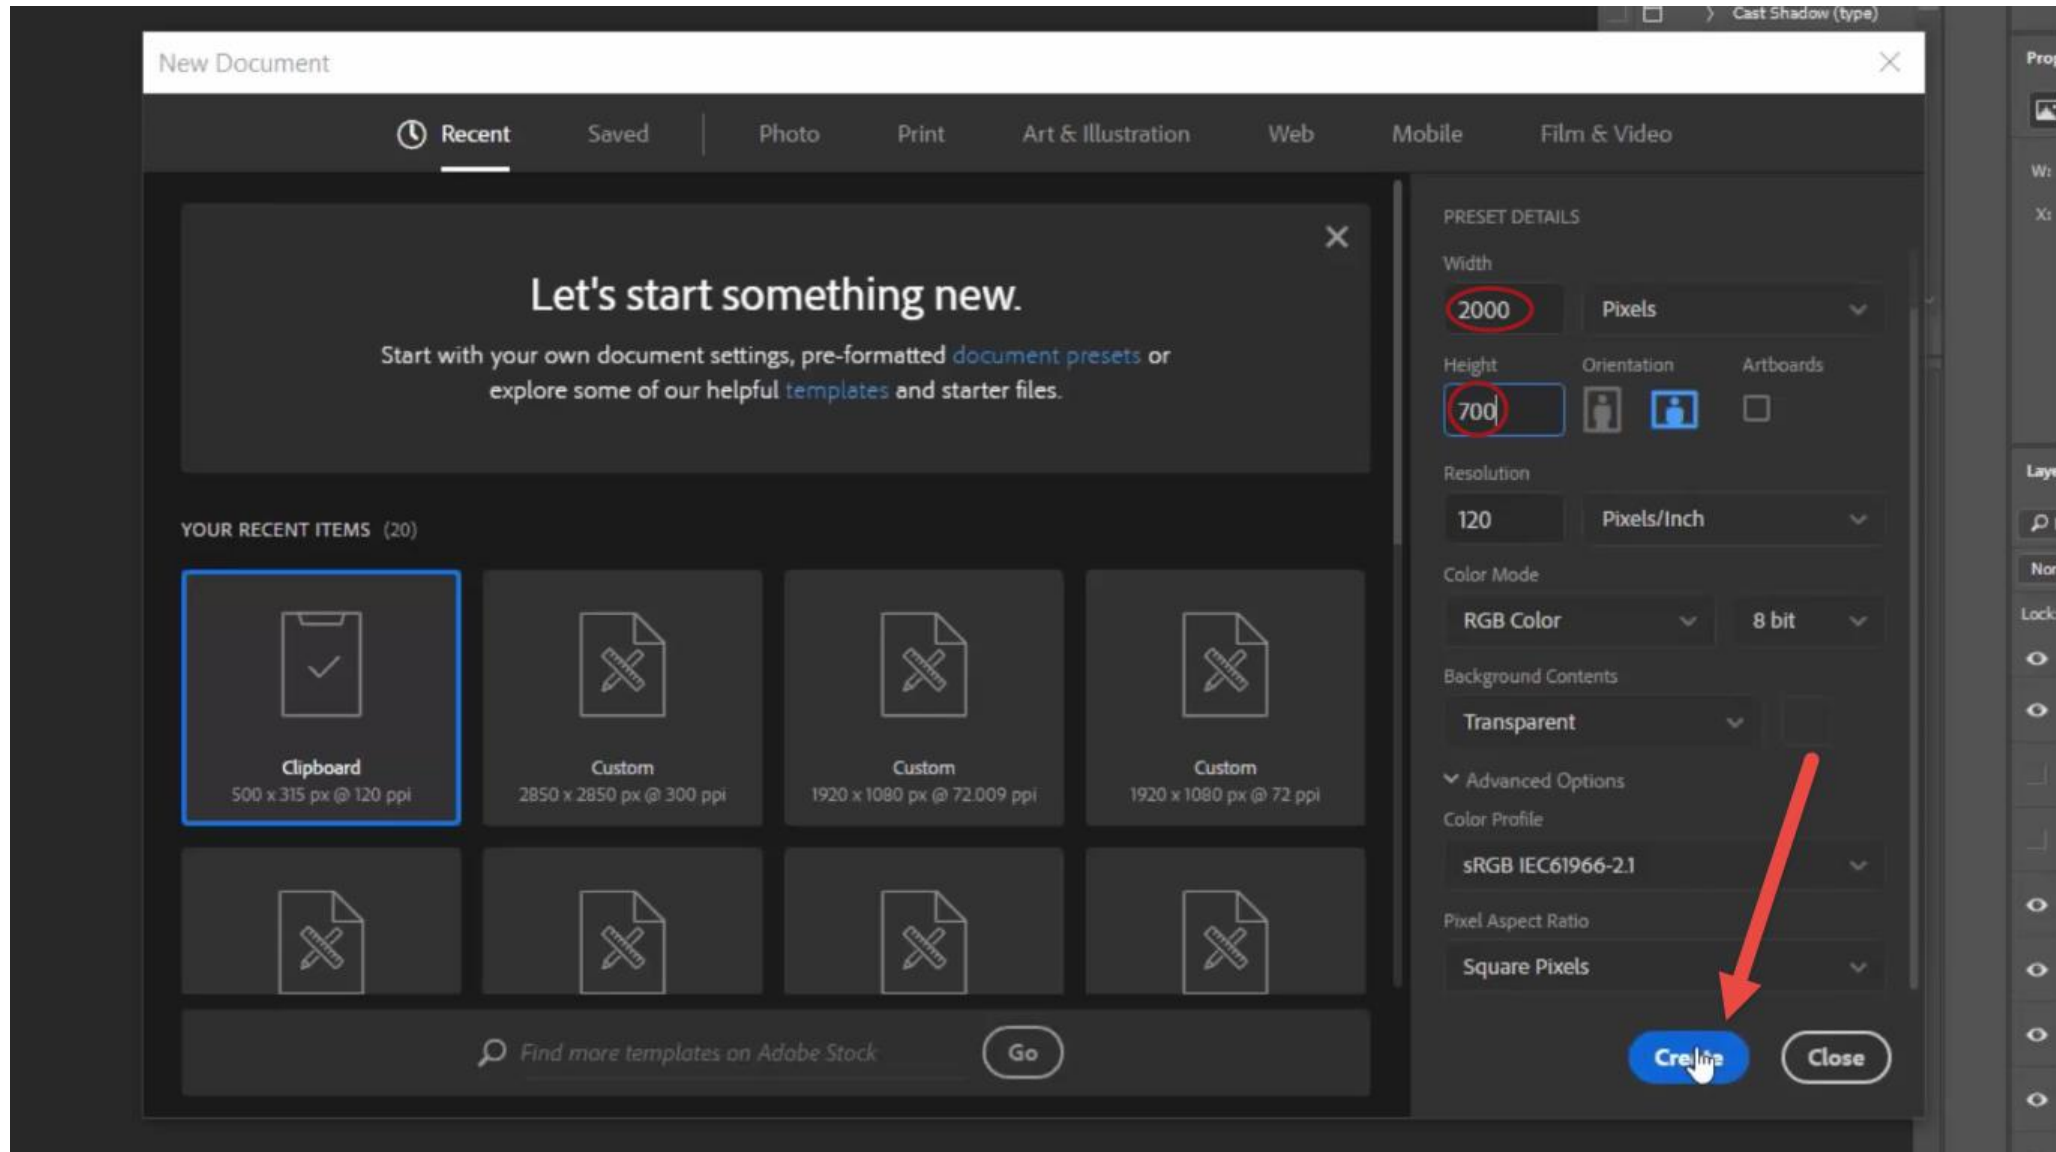 Cast Shadow (type)
New Document
Recent Saved Photo Print Art & Illustration Web Mobile Film & Video
Let's start something new.
Start with your own document settings, pre-formatted document presets or
explore some of our helpful templates and starter files.
YOUR RECENT ITEMS (20)
Clipboard
500 x 315 px @ 120 ppi
Custom
2850 x 2850 px @ 300 ppi
Custom
1920 x 1080 px @ 72.009 ppi
Custom
1920 x 1080 px @ 72 ppi
Find more templates on Adobe Stock
Go
PRESET DETAILS
Width
2000 Pixels
Height Orientation Artboards
700
Resolution
120 Pixels/Inch
Color Mode
RGB Color 8 bit
Background Contents
Transparent
Advanced Options
Color Profile
sRGB IEC61966-2.1
Pixel Aspect Ratio
Square Pixels
Create Close
W:
X:
Lock: